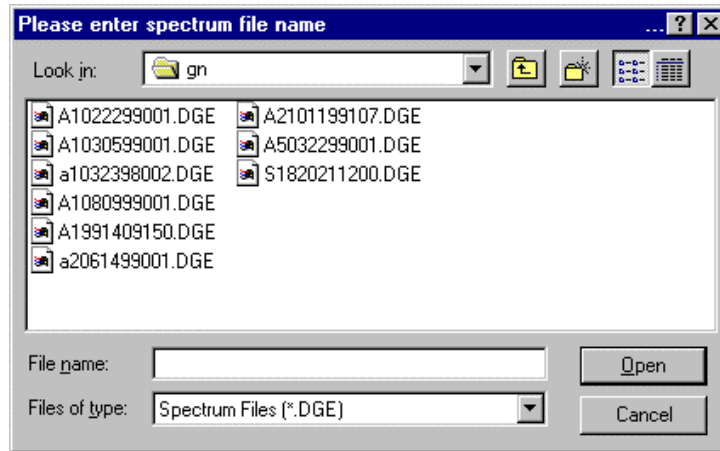 Please enter spectrum file name ...
Look in: gn
A1022299001.DGE A2101199107.DGE
A1030599001.DGE A5032299001.DGE
a1032398002.DGE S1820211200.DGE
A1080999001.DGE
A1991409150.DGE
a2061499001.DGE
File name: Open
Files of type: Spectrum Files (*.DGE) Cancel